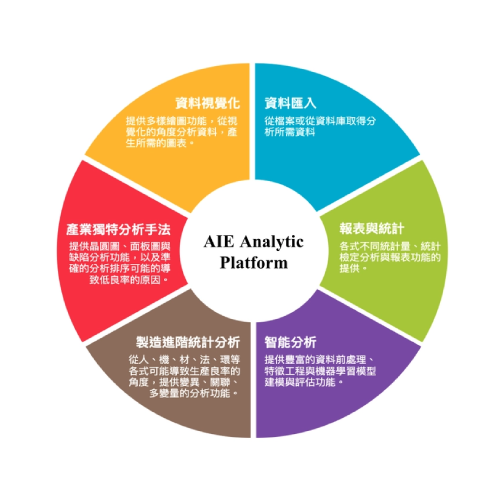 資料視覺化
提供多樣繪圖功能，從視
覺化的角度分析資料，產
生所需的圖表。
資料匯入
從檔案或從資料庫取得分
析所需資料
產業獨特分析手法
提供晶圓圖、面板圖與
缺陷分析功能，以及準
確的分析排序可能的導
致低良率的原因。
AIE Analytic
Platform
報表與統計
各式不同統計量、統計
檢定分析與報表功能的
提供。
製造進階統計分析
從人、機、材、法、環等
各式可能導致生產良率的
角度，提供變異、關聯、
多變量的分析功能。
智能分析
提供豐富的資料前處理、
特徵工程與機器學習模型
建模與評估功能。